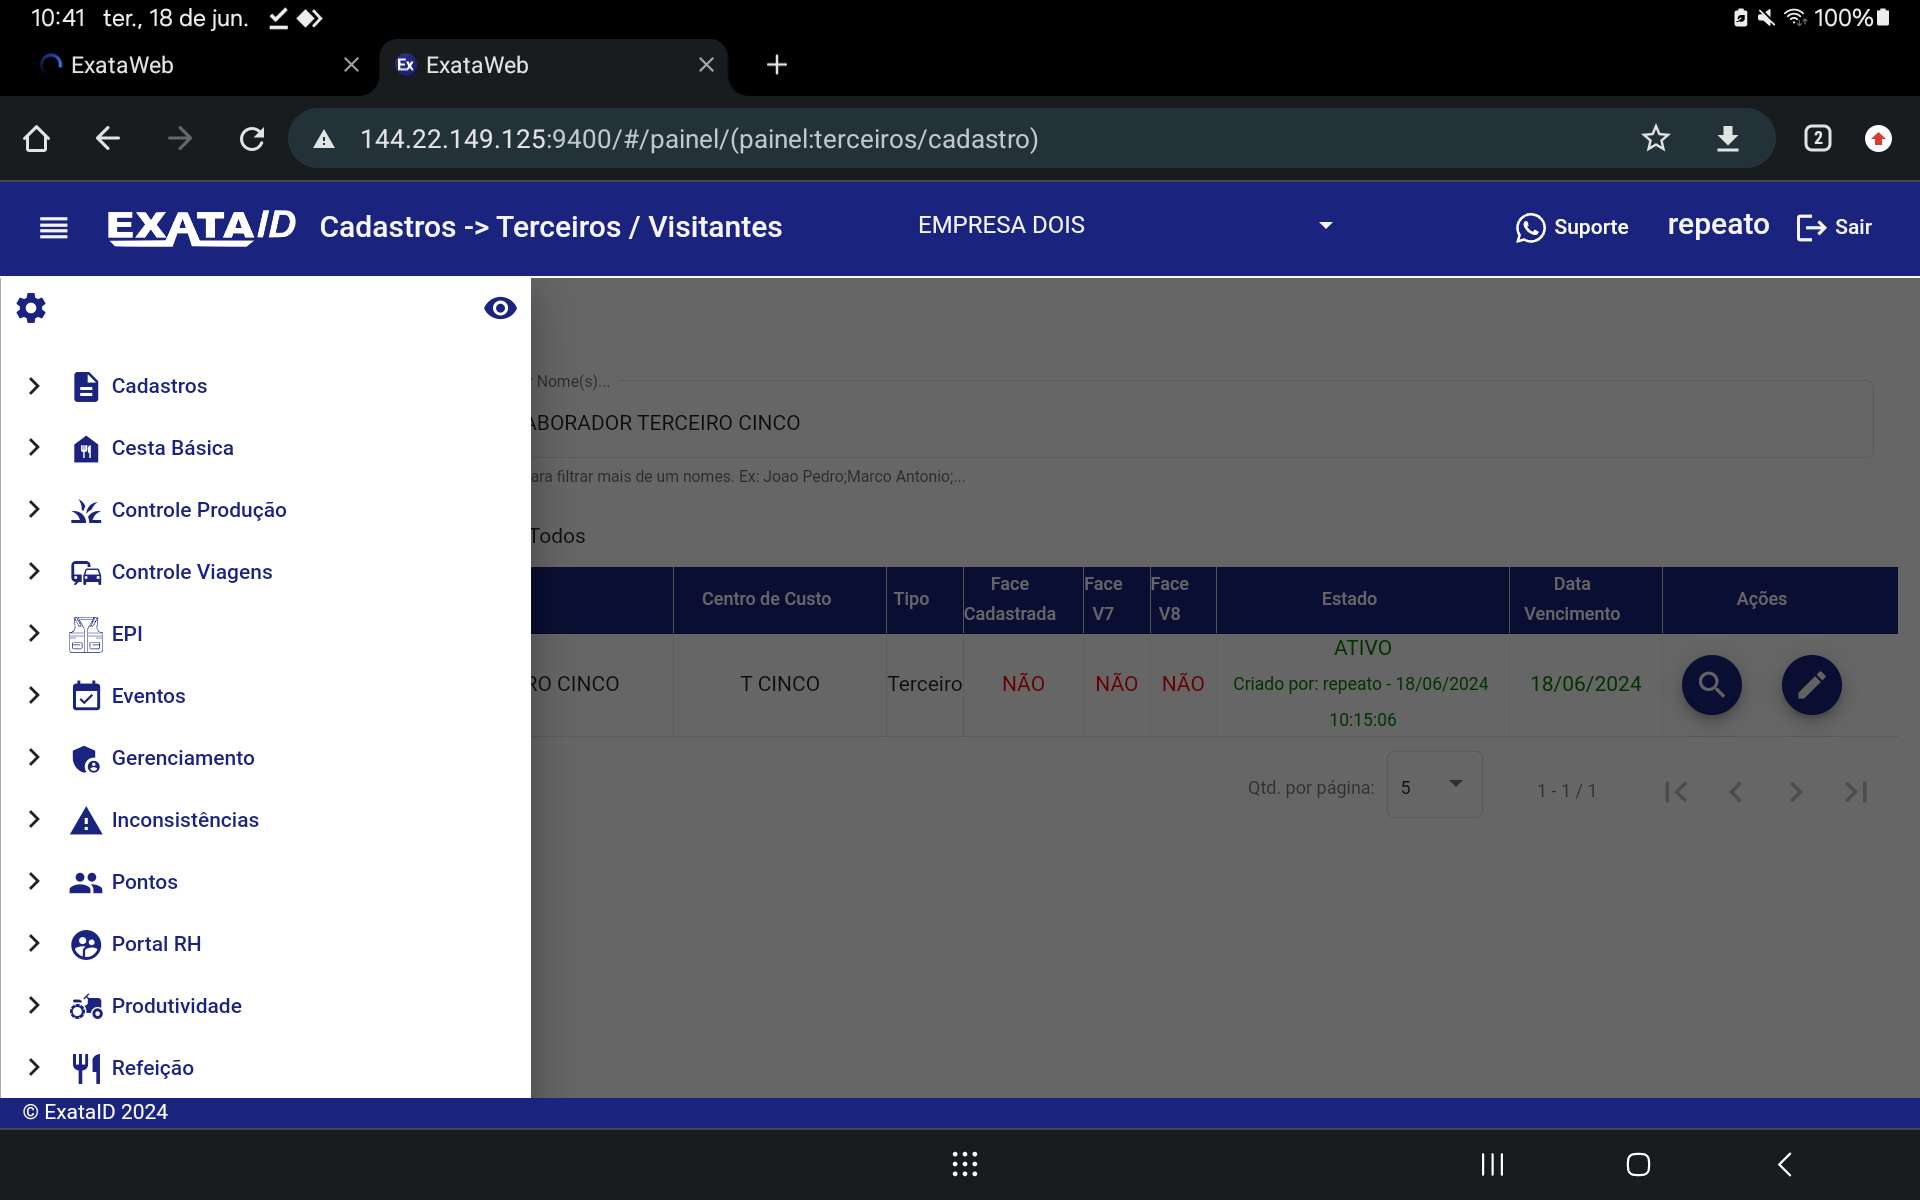 10:41 ter., 18 de jun. 100%
ExataWeb
Ex ExataWeb
144.22.149.125:9400/#/painel/(painel:terceiros/cadastro)
2
EXATAID Cadastros -> Terceiros / Visitantes EMPRESA DOIS Suporte repeato Sair
Nome(s)...
Cadastros
ABORADOR TERCEIRO CINCO
Cesta Básica
ara filtrar mais de um nomes. Ex: Joao Pedro;Marco Antonio;...
Controle Produção
Todos
Controle Viagens
Centro de Custo Tipo Face Cadastrada Face V7 Face V8 Estado Data Vencimento Ações
EPI
ATIVO
RO CINCO T CINCO Terceiro NÃO NÃO NÃO Criado por: repeato - 18/06/2024 18/06/2024
10:15:06
Eventos
Gerenciamento
Qtd. por página: 5 1 - 1 / 1
Inconsistências
Pontos
Portal RH
Produtividade
Refeição
© ExataID 2024